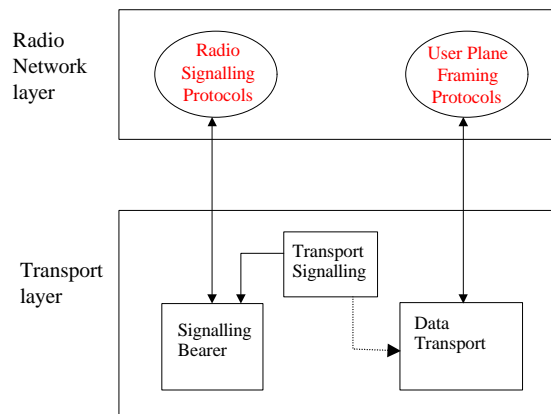 Radio
Network
layer
Radio
Signalling
Protocols
User Plane
Framing
Protocols
Transport
layer
Transport
Signalling
Signalling
Bearer
Data
Transport